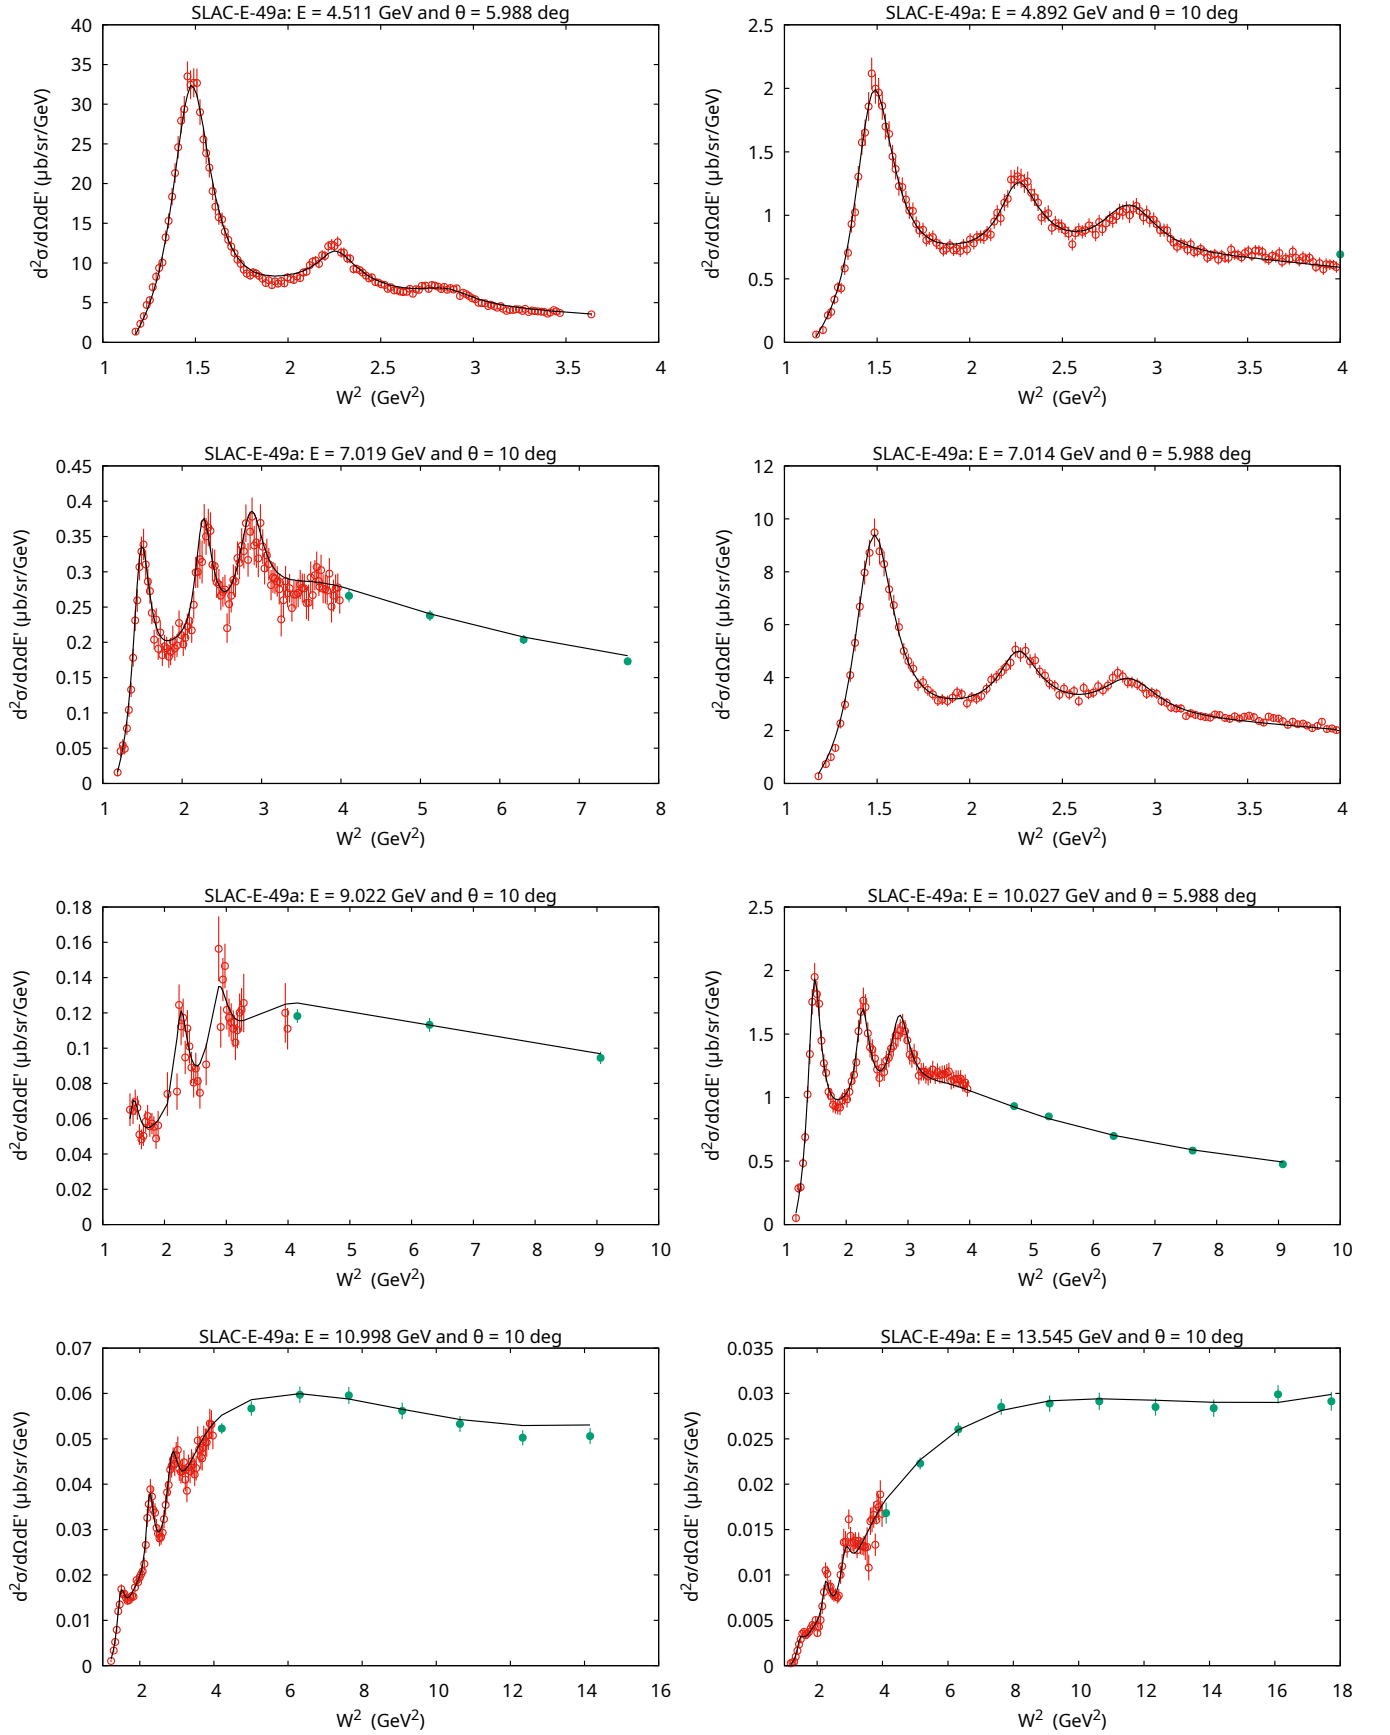 SLAC-E-49a: E = 4.511 GeV and θ = 5.988 deg
d²σ/dΩdE' (μb/sr/GeV)
40
35
30
25
20
15
10
5
0
1 1.5 2 2.5 3 3.5 4
W² (GeV²)
SLAC-E-49a: E = 4.892 GeV and θ = 10 deg
d²σ/dΩdE' (μb/sr/GeV)
2.5
2
1.5
1
0.5
0
1 1.5 2 2.5 3 3.5 4
W² (GeV²)
SLAC-E-49a: E = 7.019 GeV and θ = 10 deg
d²σ/dΩdE' (μb/sr/GeV)
0.45
0.4
0.35
0.3
0.25
0.2
0.15
0.1
0.05
0
1 2 3 4 5 6 7 8
W² (GeV²)
SLAC-E-49a: E = 7.014 GeV and θ = 5.988 deg
d²σ/dΩdE' (μb/sr/GeV)
12
10
8
6
4
2
0
1 1.5 2 2.5 3 3.5 4
W² (GeV²)
SLAC-E-49a: E = 9.022 GeV and θ = 10 deg
d²σ/dΩdE' (μb/sr/GeV)
0.18
0.16
0.14
0.12
0.1
0.08
0.06
0.04
0.02
0
1 2 3 4 5 6 7 8 9 10
W² (GeV²)
SLAC-E-49a: E = 10.027 GeV and θ = 5.988 deg
d²σ/dΩdE' (μb/sr/GeV)
2.5
2
1.5
1
0.5
0
1 2 3 4 5 6 7 8 9 10
W² (GeV²)
SLAC-E-49a: E = 10.998 GeV and θ = 10 deg
d²σ/dΩdE' (μb/sr/GeV)
0.07
0.06
0.05
0.04
0.03
0.02
0.01
0
2 4 6 8 10 12 14 16
W² (GeV²)
SLAC-E-49a: E = 13.545 GeV and θ = 10 deg
d²σ/dΩdE' (μb/sr/GeV)
0.035
0.03
0.025
0.02
0.015
0.01
0.005
0
2 4 6 8 10 12 14 16 18
W² (GeV²)